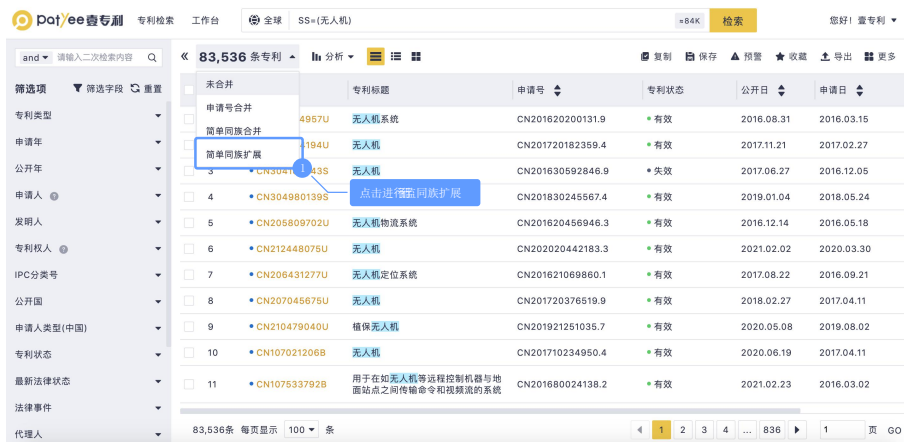 patyee壹专利 专利检索 工作台 全球 SS=(无人机) ≈84K 检索 您好！壹专利
and 请输入二次检索内容 83,536 条专利 分析 复制 保存 预警 收藏 导出 更多
筛选项 筛选字段 重置 未合并 专利标题 申请号 专利状态 公开日 申请日
申请号合并
简单同族合并
简单同族扩展
专利类型
申请年
公开年
申请人
发明人
专利权人
IPC分类号
公开国
申请人类型(中国)
专利状态
最新法律状态
法律事件
代理人
4957U 无人机系统 CN201620200131.9 有效 2016.08.31 2016.03.15
194U 无人机 CN201720182359.4 有效 2017.11.21 2017.02.27
3 CN3041 43S 无人机 CN201630592846.9 失效 2017.06.27 2016.12.05
1
点击进行 同族扩展
4 CN304980139S CN201830245567.4 有效 2019.01.04 2018.05.24
5 CN205809702U 无人机物流系统 CN201620456946.3 有效 2016.12.14 2016.05.18
6 CN212448075U 无人机 CN202020442183.3 有效 2021.02.02 2020.03.30
7 CN206431277U 无人机定位系统 CN201621069860.1 有效 2017.08.22 2016.09.21
8 CN207045675U 无人机 CN201720376519.9 有效 2018.02.27 2017.04.11
9 CN210479040U 植保无人机 CN201921251035.7 有效 2020.05.08 2019.08.02
10 CN107021206B 无人机 CN201710234950.4 有效 2020.06.19 2017.04.11
11 CN107533792B 用于在如无人机等远程控制机器与地 CN201680024138.2 有效 2021.02.23 2016.03.02
面站点之间传输命令和视频流的系统
83,536条 每页显示 100 条 1 2 3 4 ... 836 1 页 GO